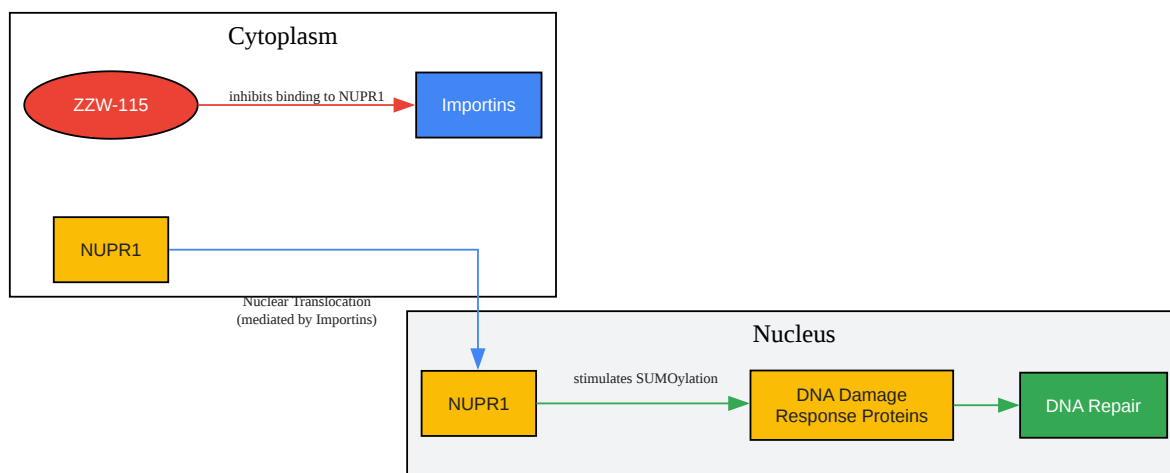 Cytoplasm
ZZW-115
inhibits binding to NUPR1
Importins
NUPR1
Nuclear Translocation
(mediated by Importins)
Nucleus
NUPR1
stimulates SUMOylation
DNA Damage
Response Proteins
DNA Repair